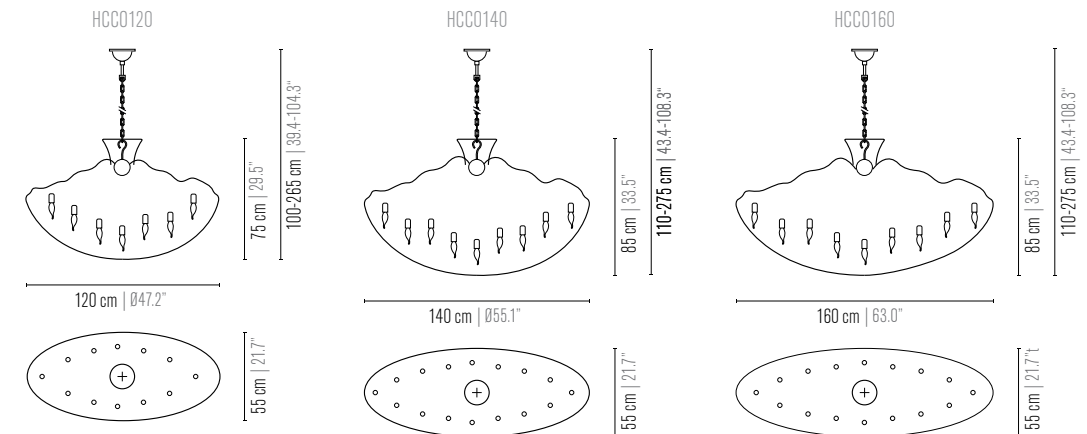 HCCO120
75 cm | 29.5"
100-265 cm | 39.4-104.3"
120 cm | Ø47.2"
55 cm | 21.7"
HCCO140
85 cm | 33.5"
110-275 cm | 43.4-108.3"
140 cm | Ø55.1"
55 cm | 21.7"
HCCO160
85 cm | 33.5"
110-275 cm | 43.4-108.3"
160 cm | 63.0"
55 cm | 21.7"t